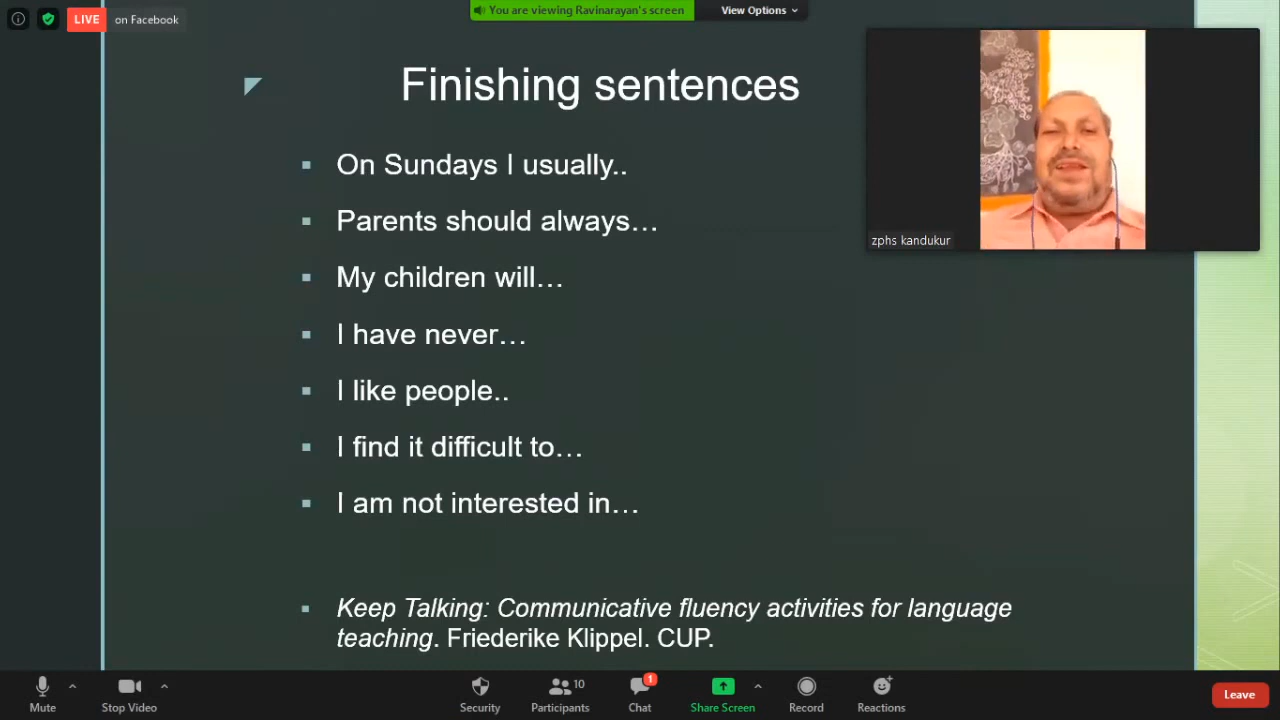 LIVE on Facebook
You are viewing Ravinarayan's screen View Options
Finishing sentences
On Sundays I usually..
Parents should always…
My children will…
I have never…
I like people..
I find it difficult to…
I am not interested in…
Keep Talking: Communicative fluency activities for language
teaching. Friederike Klippel. CUP.
zphs kandukur
Mute Stop Video Security Participants 10 Chat 1 Share Screen Record Reactions Leave